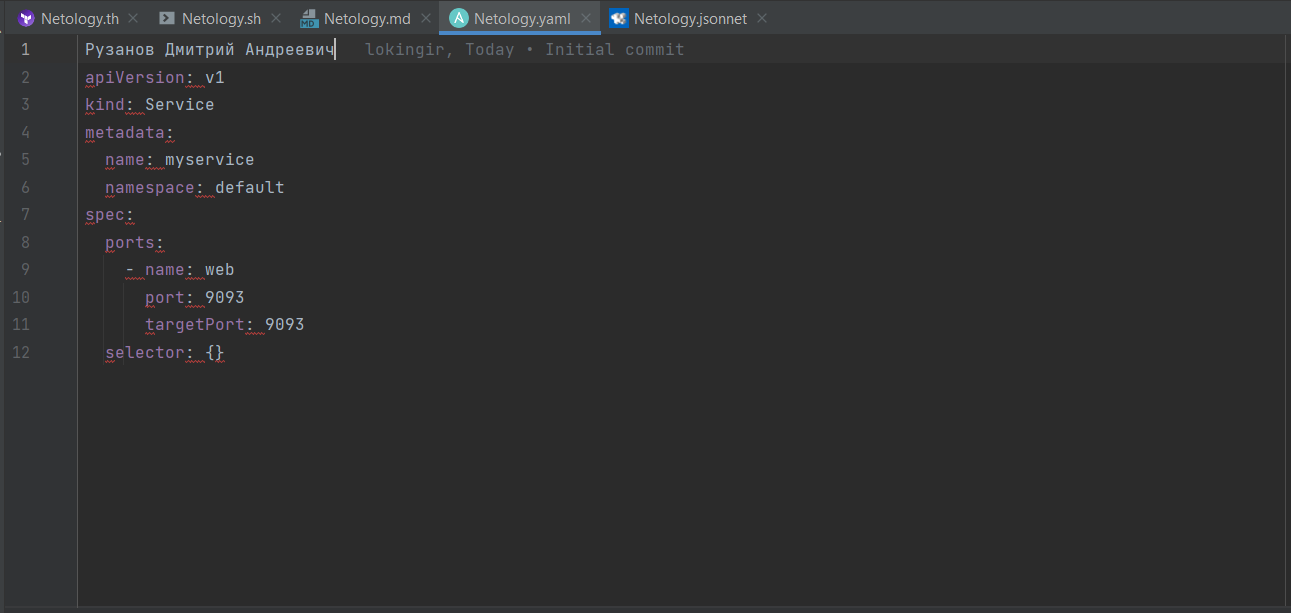 Netology.th Netology.sh Netology.md Netology.yaml Netology.jsonnet
1 Рузанов Дмитрий Андреевич lokingir, Today • Initial commit
2 apiVersion: v1
3 kind: Service
4 metadata:
5   name: myservice
6   namespace: default
7 spec:
8   ports:
9     - name: web
10       port: 9093
11       targetPort: 9093
12   selector: {}